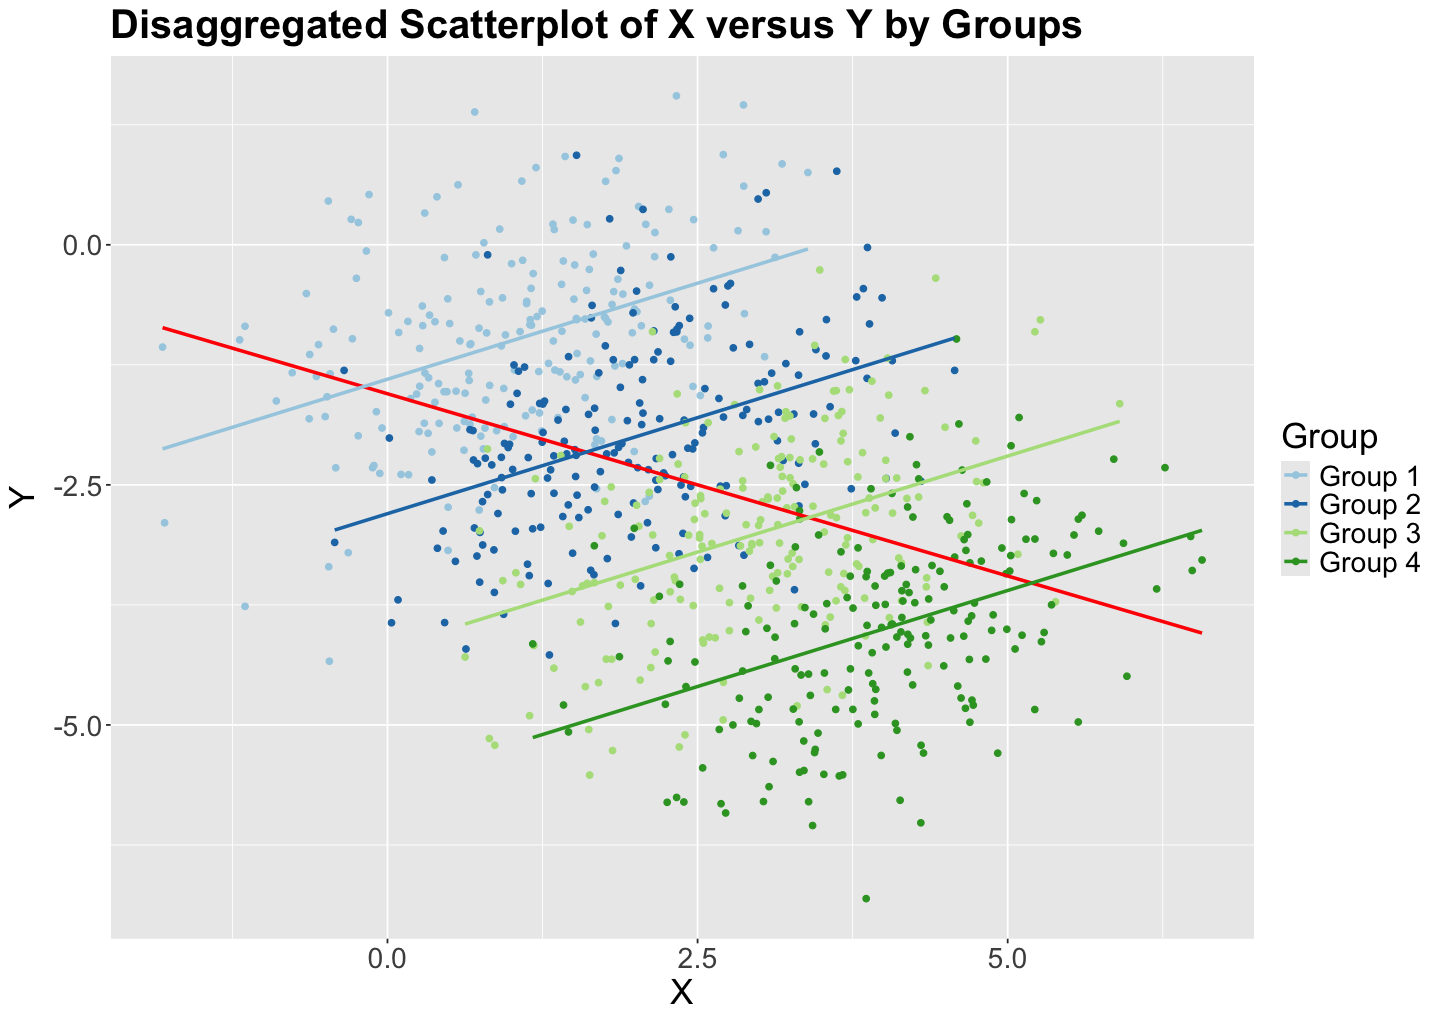 Disaggregated Scatterplot of X versus Y by Groups
0.0
-2.5
-5.0
Y
0.0 2.5 5.0
X
Group
Group 1
Group 2
Group 3
Group 4